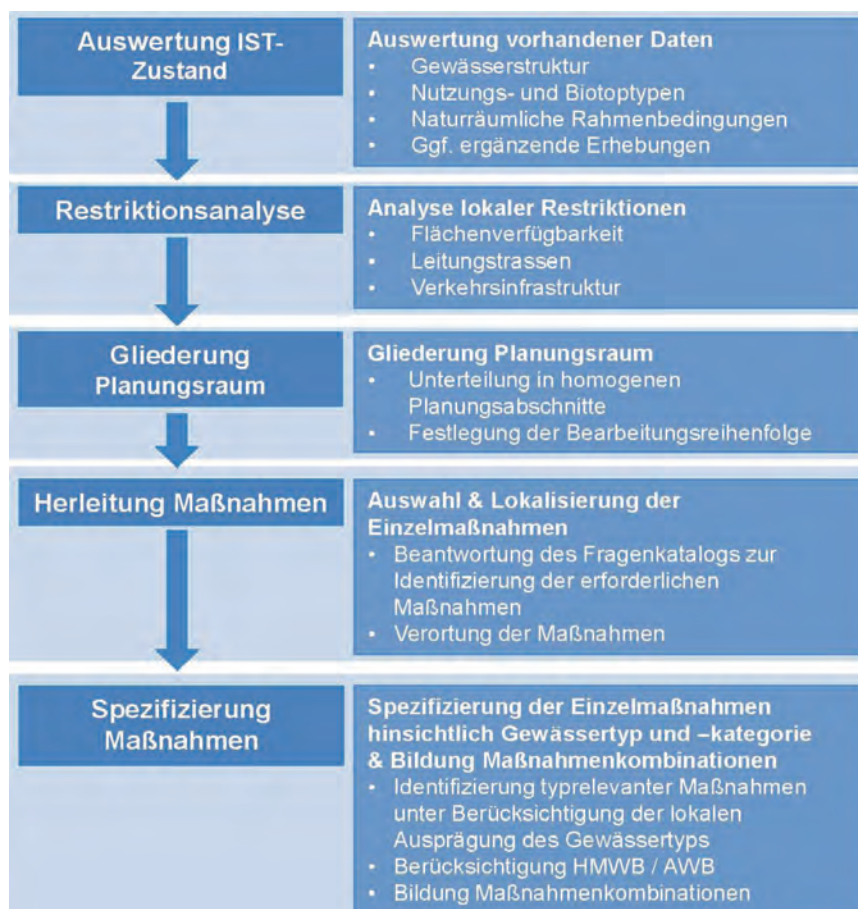 Auswertung IST-
Zustand
Auswertung vorhandener Daten
• Gewässerstruktur
• Nutzungs- und Biotoptypen
• Naturräumliche Rahmenbedingungen
• Ggf. ergänzende Erhebungen
Restriktionsanalyse
Analyse lokaler Restriktionen
• Flächenverfügbarkeit
• Leitungstrassen
• Verkehrsinfrastruktur
Gliederung
Planungsraum
Gliederung Planungsraum
• Unterteilung in homogenen
Planungsabschnitte
• Festlegung der Bearbeitungsreihenfolge
Herleitung Maßnahmen
Auswahl & Lokalisierung der
Einzelmaßnahmen
• Beantwortung des Fragenkatalogs zur
Identifizierung der erforderlichen
Maßnahmen
• Verortung der Maßnahmen
Spezifizierung
Maßnahmen
Spezifizierung der Einzelmaßnahmen
hinsichtlich Gewässertyp und –kategorie
& Bildung Maßnahmenkombinationen
• Identifizierung typrelevanter Maßnahmen
unter Berücksichtigung der lokalen
Ausprägung des Gewässertyps
• Berücksichtigung HMWB / AWB
• Bildung Maßnahmenkombinationen